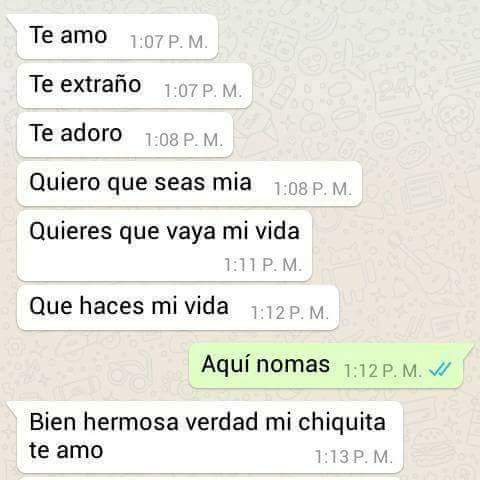 Te amo 1:07 P. M.
Te extraño 1:07 P. M.
Te adoro 1:08 P. M.
Quiero que seas mia 1:08 P. M.
Quieres que vaya mi vida
1:11 P. M.
Que haces mi vida 1:12 P. M.
Aquí nomas 1:12 P. M.
Bien hermosa verdad mi chiquita
te amo 1:13 P. M.